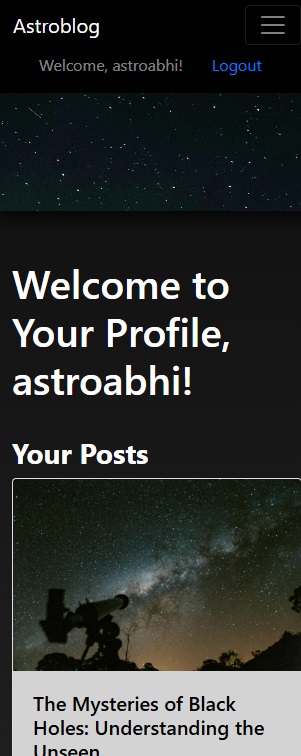 Astroblog
Welcome, astroabhi! Logout
Welcome to
Your Profile,
astroabhi!
Your Posts
The Mysteries of Black
Holes: Understanding the
Unseen